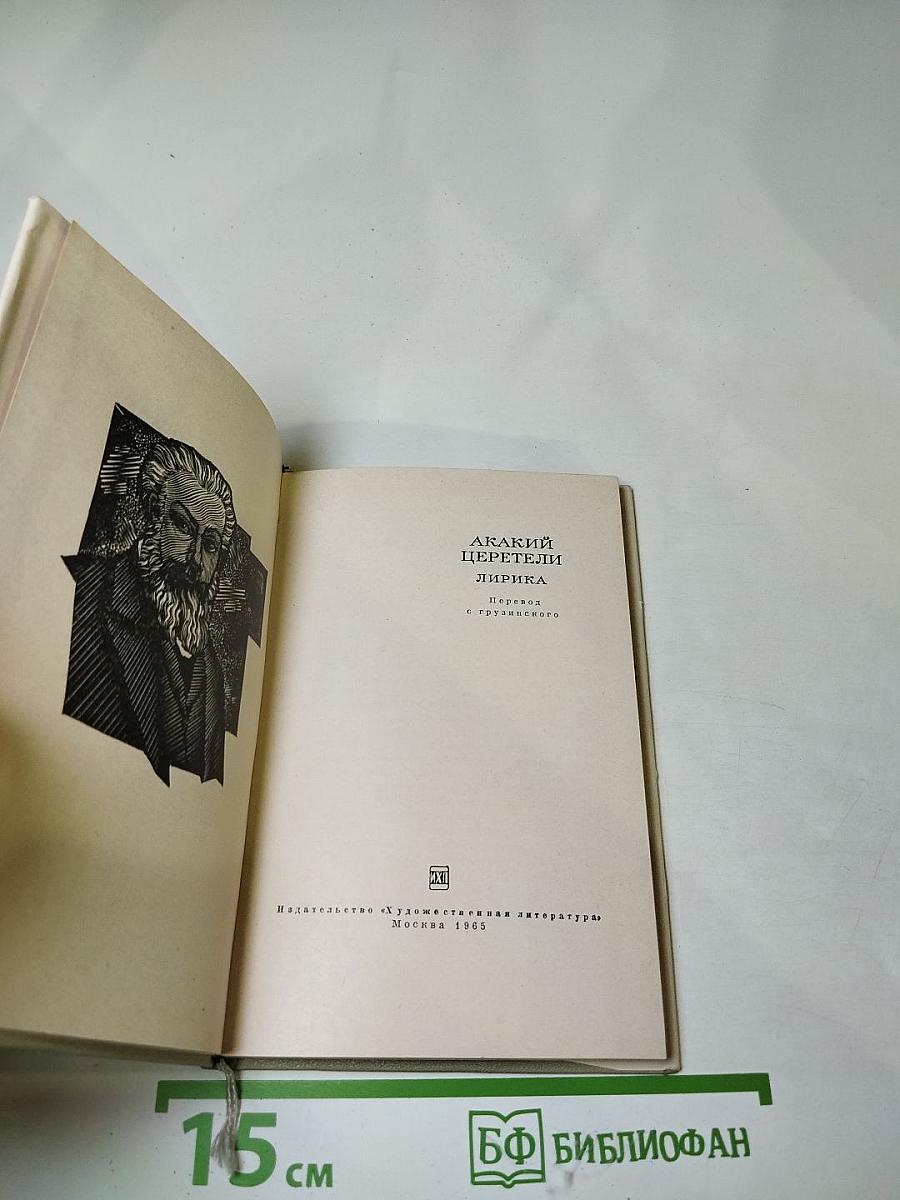 АКАКИЙ
ЦЕРЕТЕЛИ
ЛИРИКА
Перевод
с грузинского
ИХЛ
Издательство «Художественная литература»
Москва 1965
15 см
БФ БИБЛИОФАН